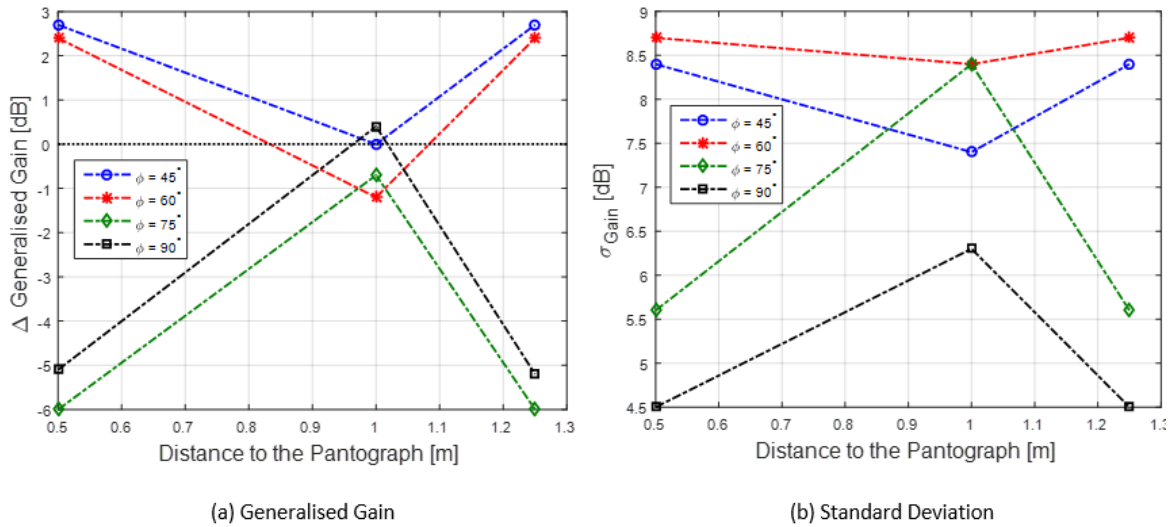 3
2
1
0
-1
-2
-3
-4
-5
-6
Δ Generalised Gain [dB]
ϕ = 45°
ϕ = 60°
ϕ = 75°
ϕ = 90°
0.5 0.6 0.7 0.8 0.9 1 1.1 1.2 1.3
Distance to the Pantograph [m]
(a) Generalised Gain
9
8.5
8
7.5
7
6.5
6
5.5
5
4.5
σGain [dB]
ϕ = 45°
ϕ = 60°
ϕ = 75°
ϕ = 90°
0.5 0.6 0.7 0.8 0.9 1 1.1 1.2 1.3
Distance to the Pantograph [m]
(b) Standard Deviation